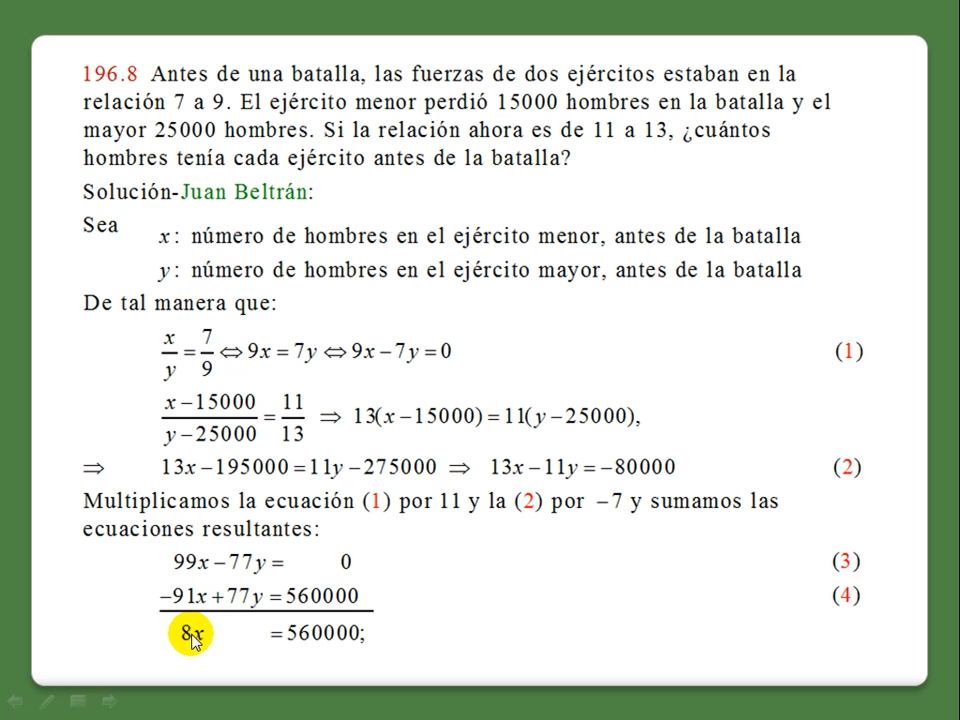 196.8 Antes de una batalla, las fuerzas de dos ejércitos estaban en la
relación 7 a 9. El ejército menor perdió 15000 hombres en la batalla y el
mayor 25000 hombres. Si la relación ahora es de 11 a 13, ¿cuántos
hombres tenía cada ejército antes de la batalla?
Solución-Juan Beltrán:
Sea
x: número de hombres en el ejército menor, antes de la batalla
y: número de hombres en el ejército mayor, antes de la batalla
De tal manera que:
x/y = 7/9 ⇔ 9x = 7y ⇔ 9x − 7y = 0 (1)
(x − 15000)/(y − 25000) = 11/13 ⇒ 13(x − 15000) = 11(y − 25000),
⇒ 13x − 195000 = 11y − 275000 ⇒ 13x − 11y = −80000 (2)
Multiplicamos la ecuación (1) por 11 y la (2) por −7 y sumamos las
ecuaciones resultantes:
99x − 77y = 0 (3)
−91x + 77y = 560000 (4)
8x = 560000;